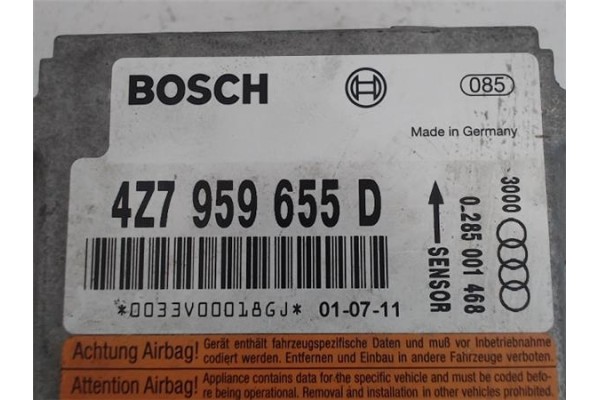 BOSCH
085
Made in Germany
4Z7 959 655 D
SENSOR
0 285 001 468
3000
*0033V00018GJ* 01-07-11
Achtung Airbag! Gerät enthält fahrzeugspezifische Daten und muß vor Inbetriebnahme
codiert werden. Entfernen und Einbau in andere Fahrzeuge verboten.
Attention Airbag! Appliance contains data for the specific vehicle and must be coded befo-
re being used. Removal and installation in other vehicles prohibited.